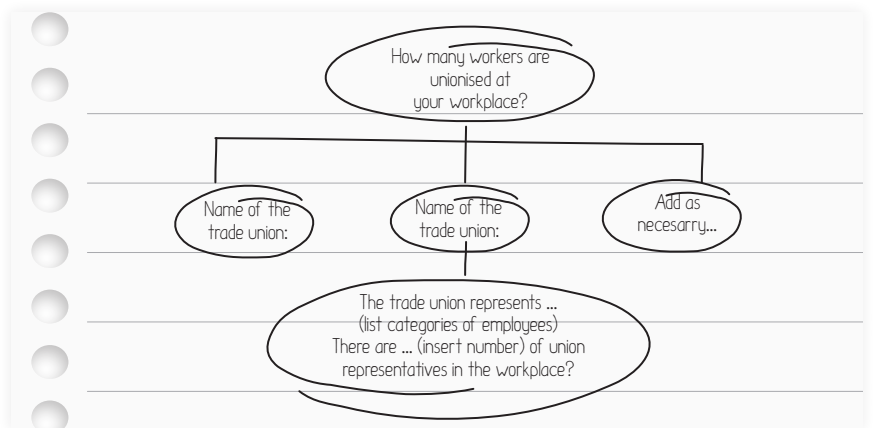 How many workers are
unionised at
your workplace?
Name of the
trade union:
Name of the
trade union:
Add as
necesarry...
The trade union represents ...
(list categories of employees)
There are ... (insert number) of union
representatives in the workplace?